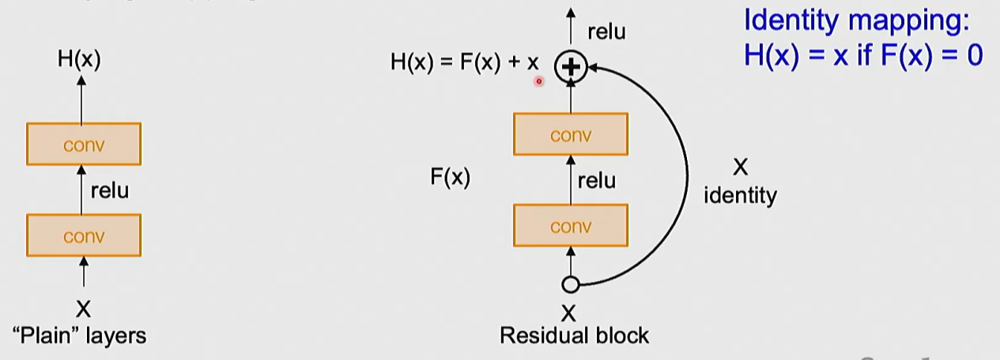 H(x)
conv
relu
conv
X
“Plain” layers
relu
H(x) = F(x) + x
conv
F(x)
relu
conv
X
identity
X
Residual block
Identity mapping:
H(x) = x if F(x) = 0